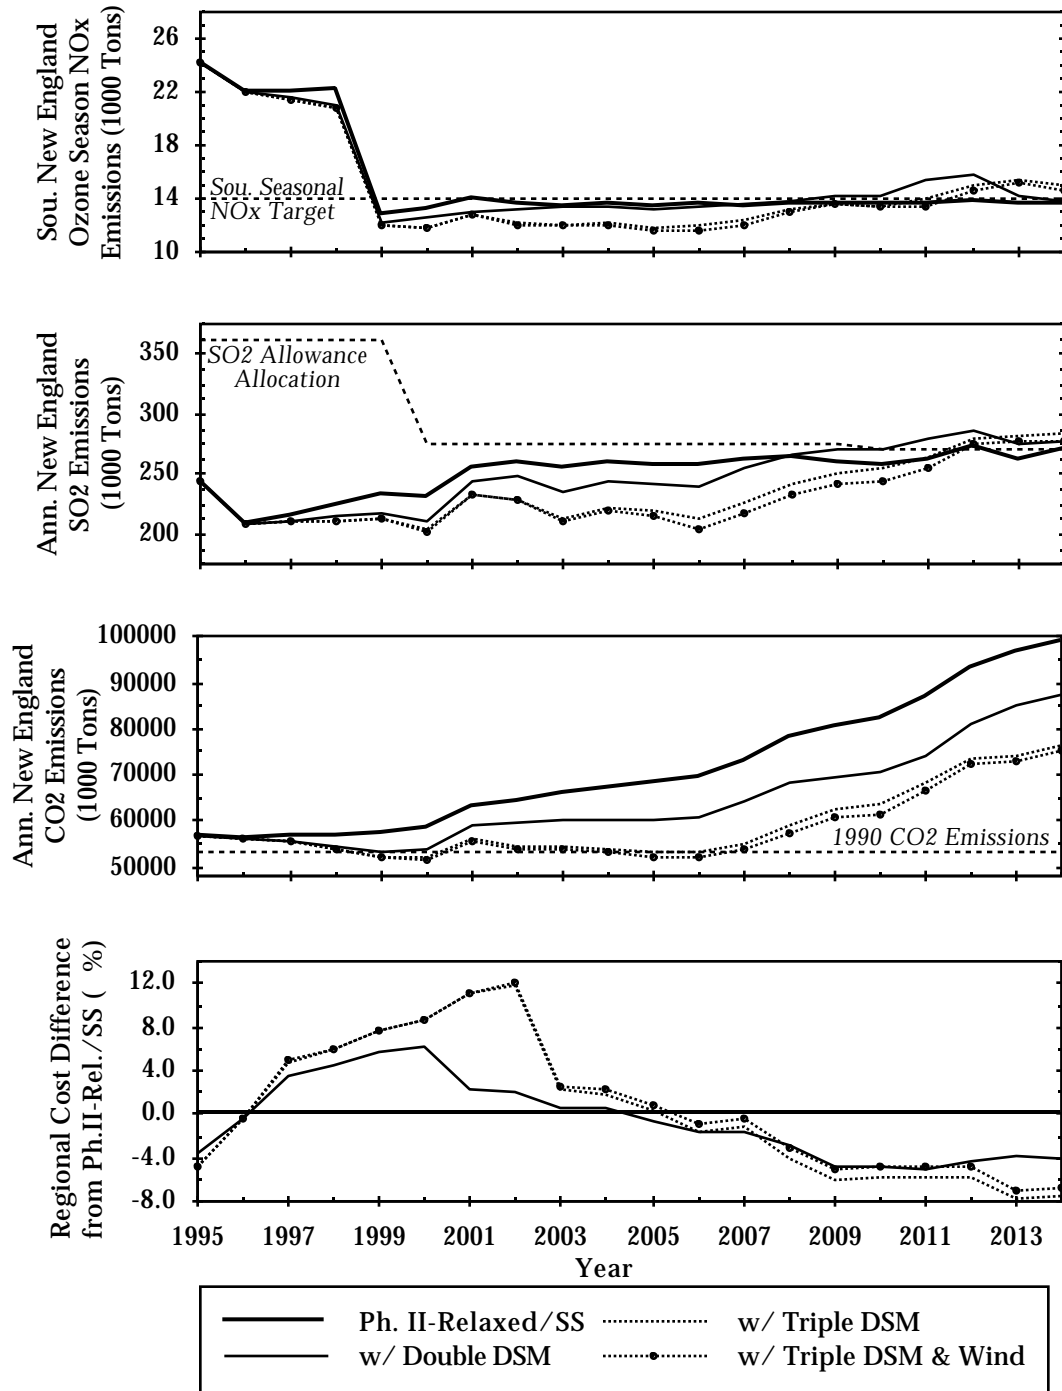 Sou. New England
Ozone Season NOx
Emissions (1000 Tons)
26
22
18
14
10
Sou. Seasonal
NOx Target
Ann. New England
SO2 Emissions
(1000 Tons)
350
300
250
200
SO2 Allowance
Allocation
Ann. New England
CO2 Emissions
(1000 Tons)
100000
90000
80000
70000
60000
50000
1990 CO2 Emissions
Regional Cost Difference
from Ph.II-Rel./SS ( %)
12.0
8.0
4.0
0.0
-4.0
-8.0
1995 1997 1999 2001 2003 2005 2007 2009 2011 2013
Year
Ph. II-Relaxed/SS
w/ Triple DSM
w/ Double DSM
w/ Triple DSM & Wind